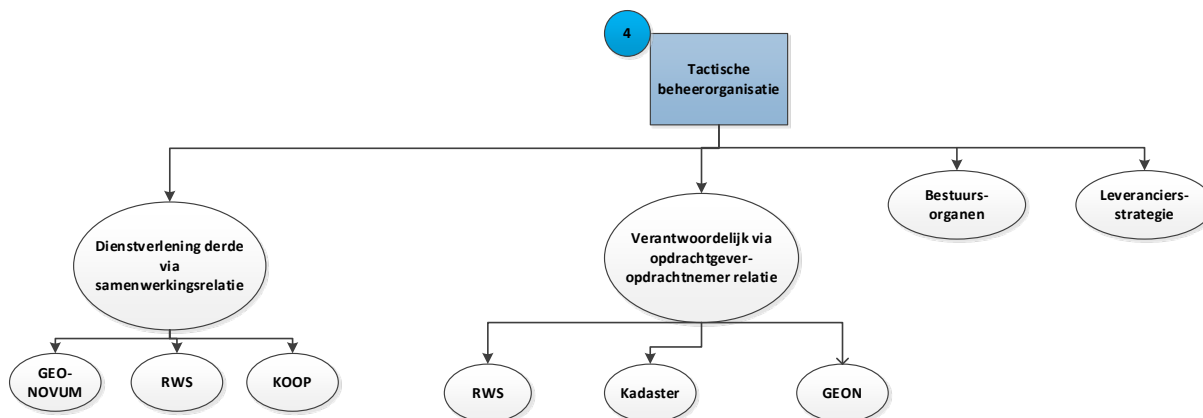 4
Tactische
beheerorganisatie
Bestuurs-
organen
Leveranciers-
strategie
Dienstverlening derde
via
samenwerkingsrelatie
Verantwoordelijk via
opdrachtgever-
opdrachtnemer relatie
GEO-
NOVUM
RWS
KOOP
RWS
Kadaster
GEON